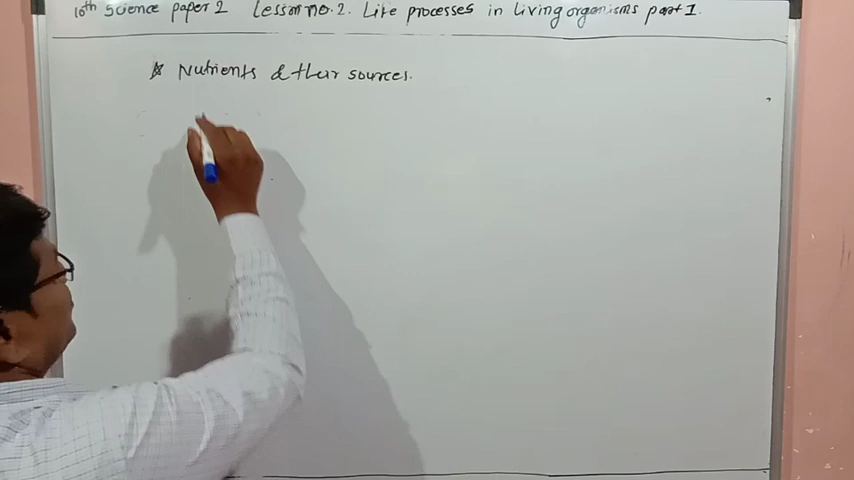 10th Science paper 2 Lesson no. 2. Life processes in living organisms part 1.
* Nutrients & their sources.